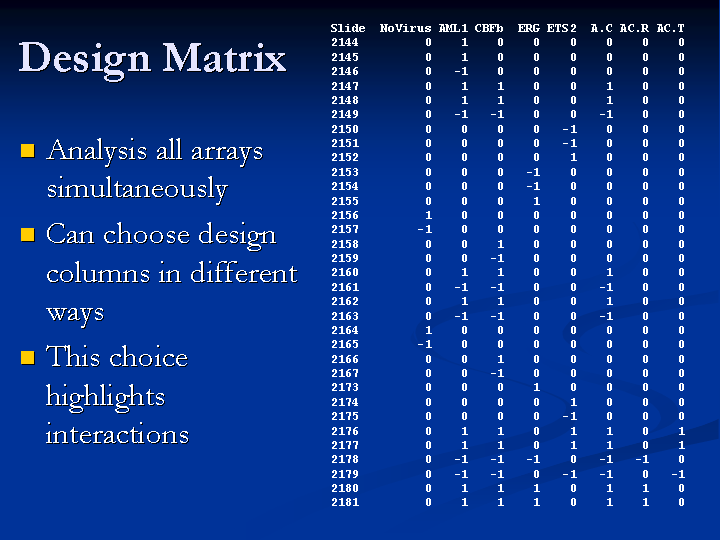 Design Matrix
Analysis all arrays
simultaneously
Can choose design
columns in different
ways
This choice
highlights
interactions
Slide NoVirus AML1 CBFb ERG ETS2 A.C AC.R AC.T
2144 0 1 0 0 0 0 0 0
2145 0 1 0 0 0 0 0 0
2146 0 -1 0 0 0 0 0 0
2147 0 1 1 0 0 1 0 0
2148 0 1 1 0 0 1 0 0
2149 0 -1 -1 0 0 -1 0 0
2150 0 0 0 0 -1 0 0 0
2151 0 0 0 0 -1 0 0 0
2152 0 0 0 0 1 0 0 0
2153 0 0 0 -1 0 0 0 0
2154 0 0 0 -1 0 0 0 0
2155 0 0 0 1 0 0 0 0
2156 1 0 0 0 0 0 0 0
2157 -1 0 0 0 0 0 0 0
2158 0 0 1 0 0 0 0 0
2159 0 0 -1 0 0 0 0 0
2160 0 1 1 0 0 1 0 0
2161 0 -1 -1 0 0 -1 0 0
2162 0 1 1 0 0 1 0 0
2163 0 -1 -1 0 0 -1 0 0
2164 1 0 0 0 0 0 0 0
2165 -1 0 0 0 0 0 0 0
2166 0 0 1 0 0 0 0 0
2167 0 0 -1 0 0 0 0 0
2173 0 0 0 1 0 0 0 0
2174 0 0 0 0 1 0 0 0
2175 0 0 0 0 -1 0 0 0
2176 0 1 1 0 1 1 0 1
2177 0 1 1 0 1 1 0 1
2178 0 -1 -1 -1 0 -1 -1 0
2179 0 -1 -1 0 -1 -1 0 -1
2180 0 1 1 1 0 1 1 0
2181 0 1 1 1 0 1 1 0